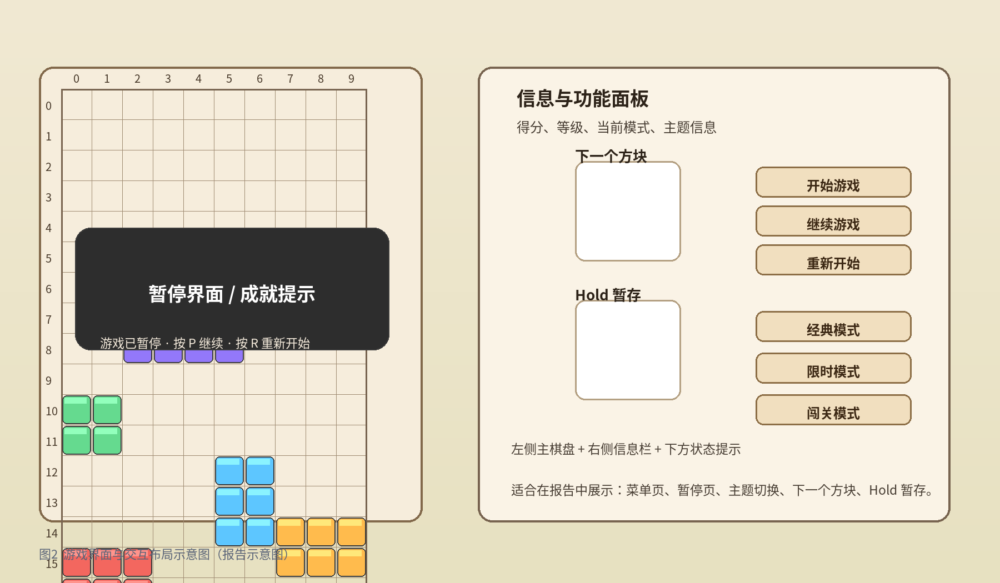 0 1 2 3 4 5 6 7 8 9
0
1
2
3
4
5
6
7
8
9
10
11
12
13
14
15
暂停界面 / 成就提示
游戏已暂停 · 按 P 继续 · 按 R 重新开始
图2 游戏界面与交互布局示意图（报告示意图）
信息与功能面板
得分、等级、当前模式、主题信息
下一个方块
Hold 暂存
开始游戏
继续游戏
重新开始
经典模式
限时模式
闯关模式
左侧主棋盘 + 右侧信息栏 + 下方状态提示
适合在报告中展示：菜单页、暂停页、主题切换、下一个方块、Hold 暂存。